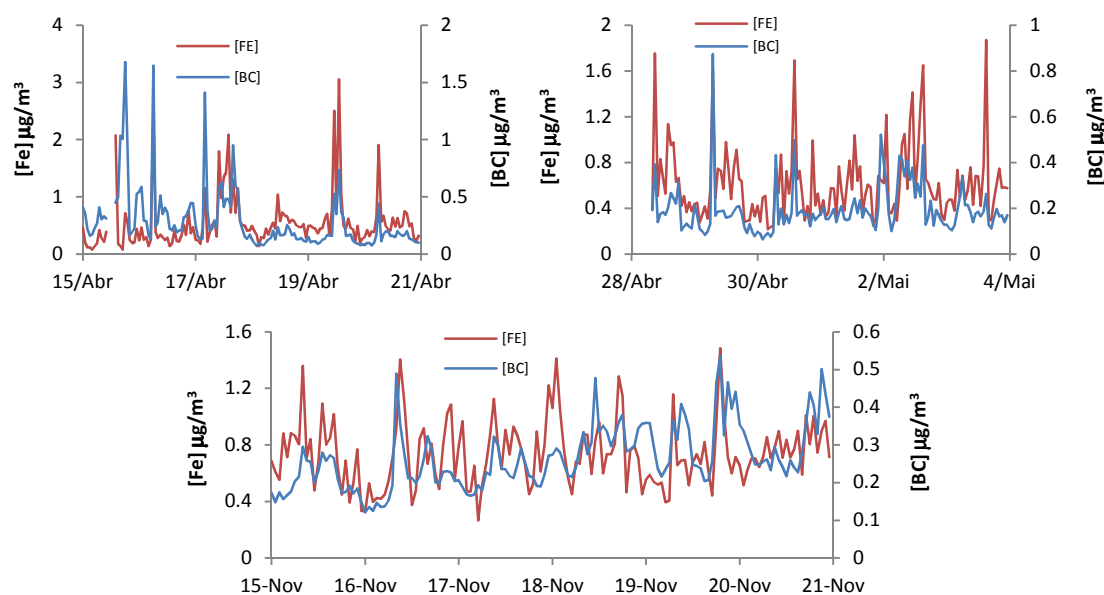 [Fe] µg/m³
4
3
2
1
0
[FE]
[BC]
2
1.5
1
0.5
0
[BC] µg/m³
15/Abr 17/Abr 19/Abr 21/Abr
[Fe] µg/m³
2
1.6
1.2
0.8
0.4
0
[FE]
[BC]
1
0.8
0.6
0.4
0.2
0
[BC] µg/m³
28/Abr 30/Abr 2/Mai 4/Mai
[Fe] µg/m³
1.6
1.2
0.8
0.4
0
[FE]
[BC]
0.6
0.5
0.4
0.3
0.2
0.1
0
[BC] µg/m³
15-Nov 16-Nov 17-Nov 18-Nov 19-Nov 20-Nov 21-Nov